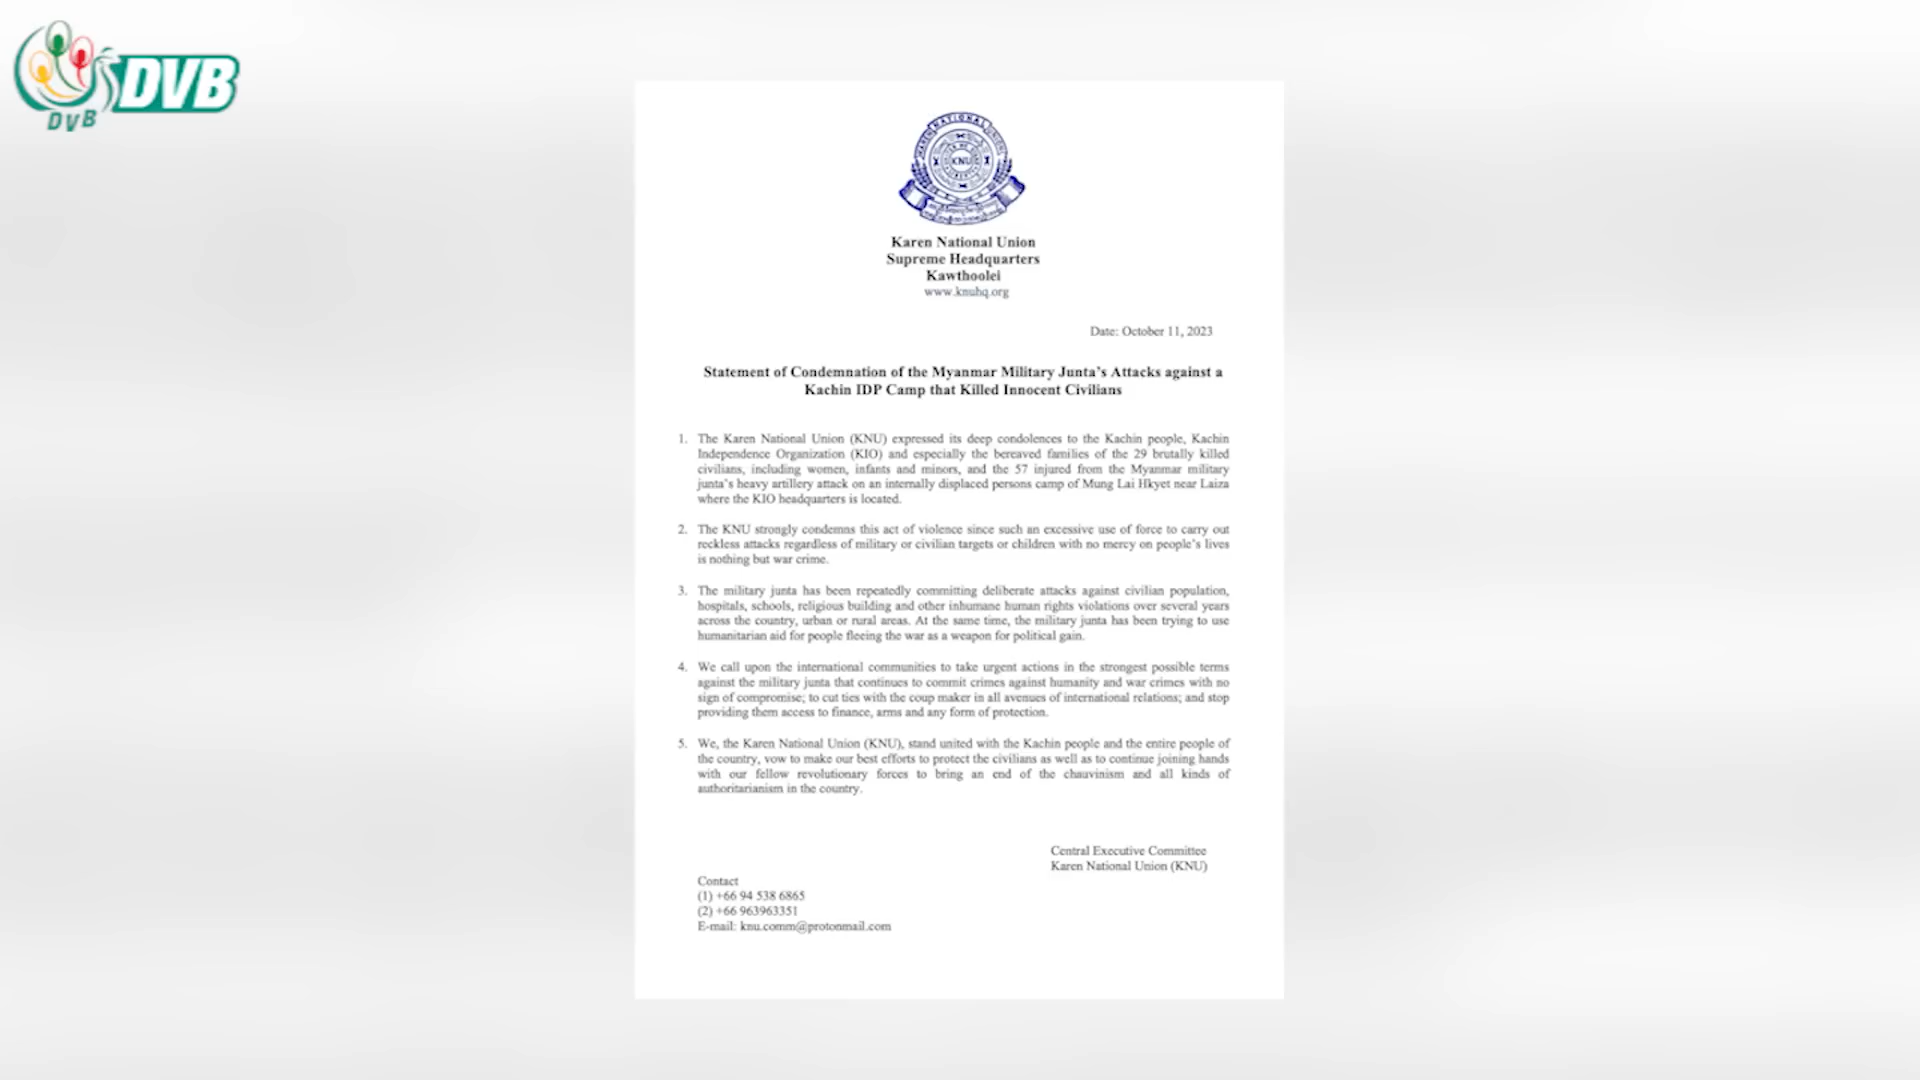 DVB
DVB
KAREN NATIONAL UNION
KNU
Karen National Union
Supreme Headquarters
Kawthoolei
www.knuhq.org
Date: October 11, 2023
Statement of Condemnation of the Myanmar Military Junta's Attacks against a
Kachin IDP Camp that Killed Innocent Civilians
1. The Karen National Union (KNU) expressed its deep condolences to the Kachin people, Kachin
Independence Organization (KIO) and especially the bereaved families of the 29 brutally killed
civilians, including women, infants and minors, and the 57 injured from the Myanmar military
junta's heavy artillery attack on an internally displaced persons camp of Mung Lai Hkyet near Laiza
where the KIO headquarters is located.
2. The KNU strongly condemns this act of violence since such an excessive use of force to carry out
reckless attacks regardless of military or civilian targets or children with no mercy on people's lives
is nothing but war crime.
3. The military junta has been repeatedly committing deliberate attacks against civilian population,
hospitals, schools, religious building and other inhumane human rights violations over several years
across the country, urban or rural areas. At the same time, the military junta has been trying to use
humanitarian aid for people fleeing the war as a weapon for political gain.
4. We call upon the international communities to take urgent actions in the strongest possible terms
against the military junta that continues to commit crimes against humanity and war crimes with no
sign of compromise; to cut ties with the coup maker in all avenues of international relations; and stop
providing them access to finance, arms and any form of protection.
5. We, the Karen National Union (KNU), stand united with the Kachin people and the entire people of
the country, vow to make our best efforts to protect the civilians as well as to continue joining hands
with our fellow revolutionary forces to bring an end of the chauvinism and all kinds of
authoritarianism in the country.
Central Executive Committee
Karen National Union (KNU)
Contact
(1) +66 94 538 6865
(2) +66 963963351
E-mail: knu.comm@protonmail.com